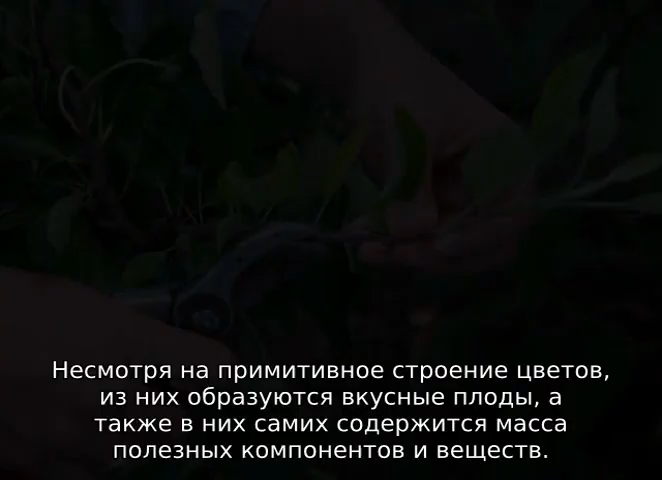 Несмотря на примитивное строение цветов,
из них образуются вкусные плоды, а
также в них самих содержится масса
полезных компонентов и веществ.